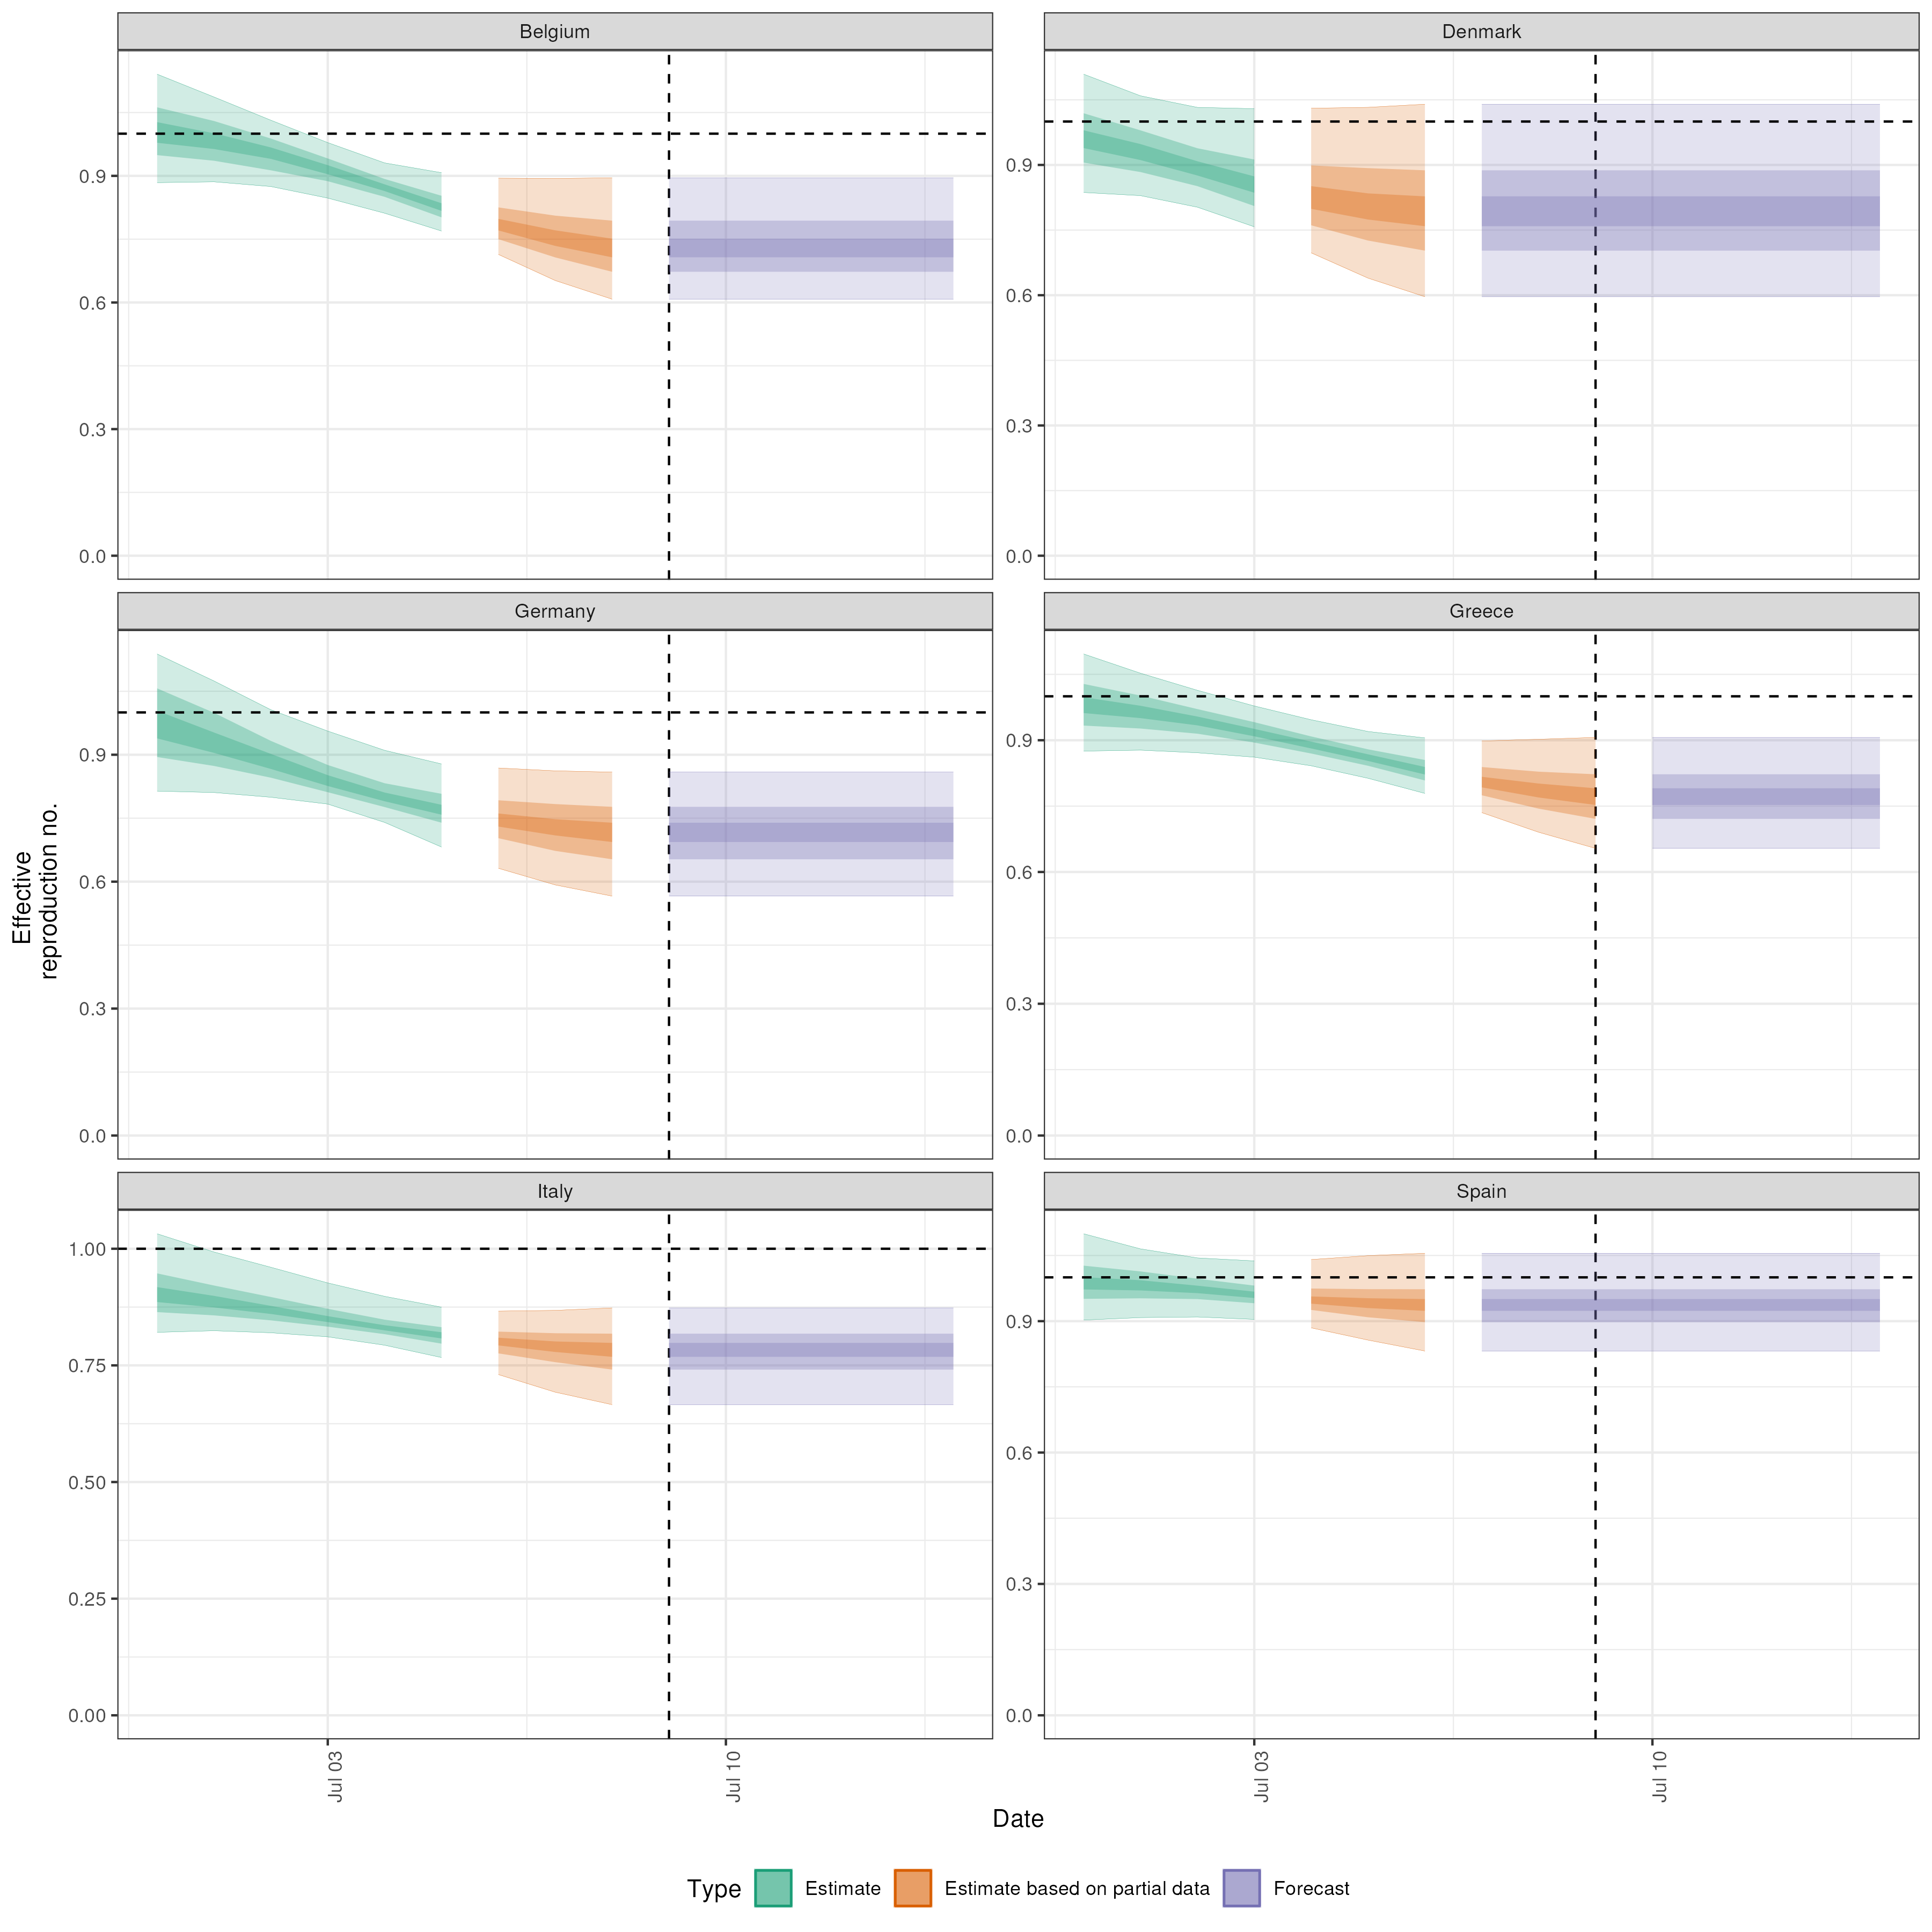 Belgium
Denmark
0.9
0.6
0.3
0.0
0.9
0.6
0.3
0.0
Germany
Greece
0.9
0.6
0.3
0.0
0.9
0.6
0.3
0.0
Effective
reproduction no.
Italy
Spain
1.00
0.75
0.50
0.25
0.00
0.9
0.6
0.3
0.0
Jul 03
Jul 10
Jul 03
Jul 10
Date
Type Estimate Estimate based on partial data Forecast